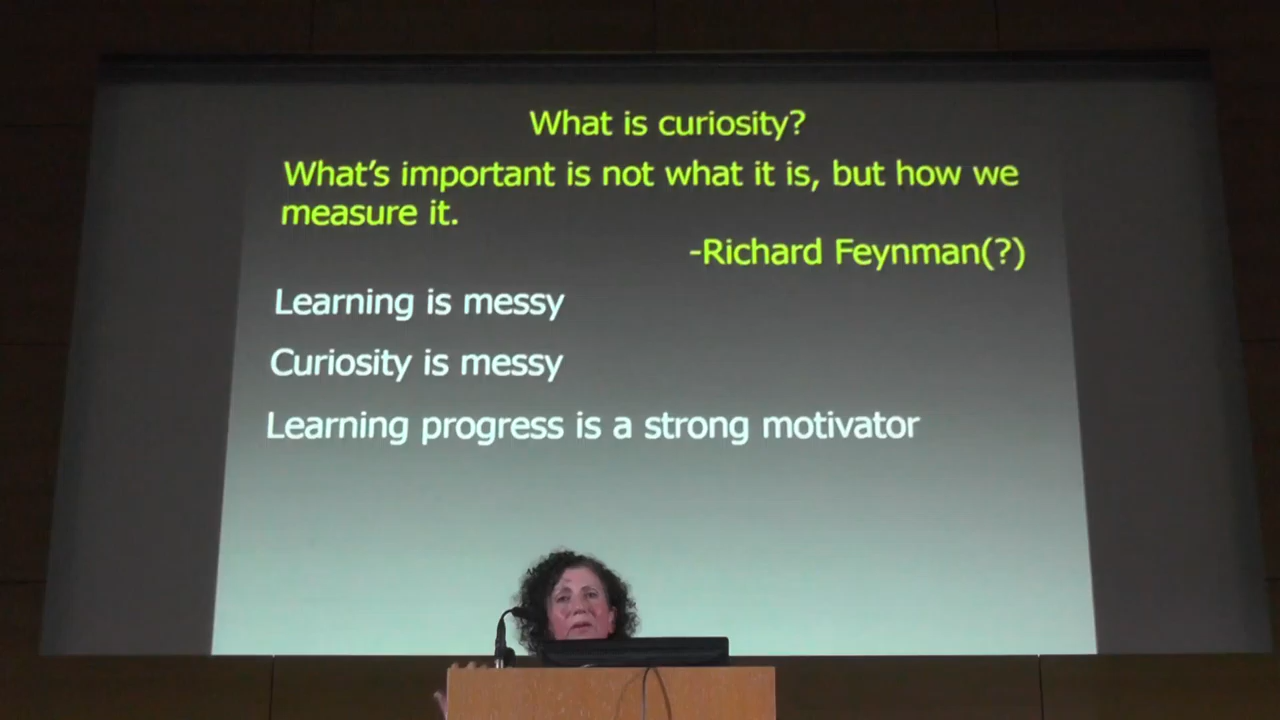 What is curiosity?
What's important is not what it is, but how we
measure it.
-Richard Feynman(?)
Learning is messy
Curiosity is messy
Learning progress is a strong motivator